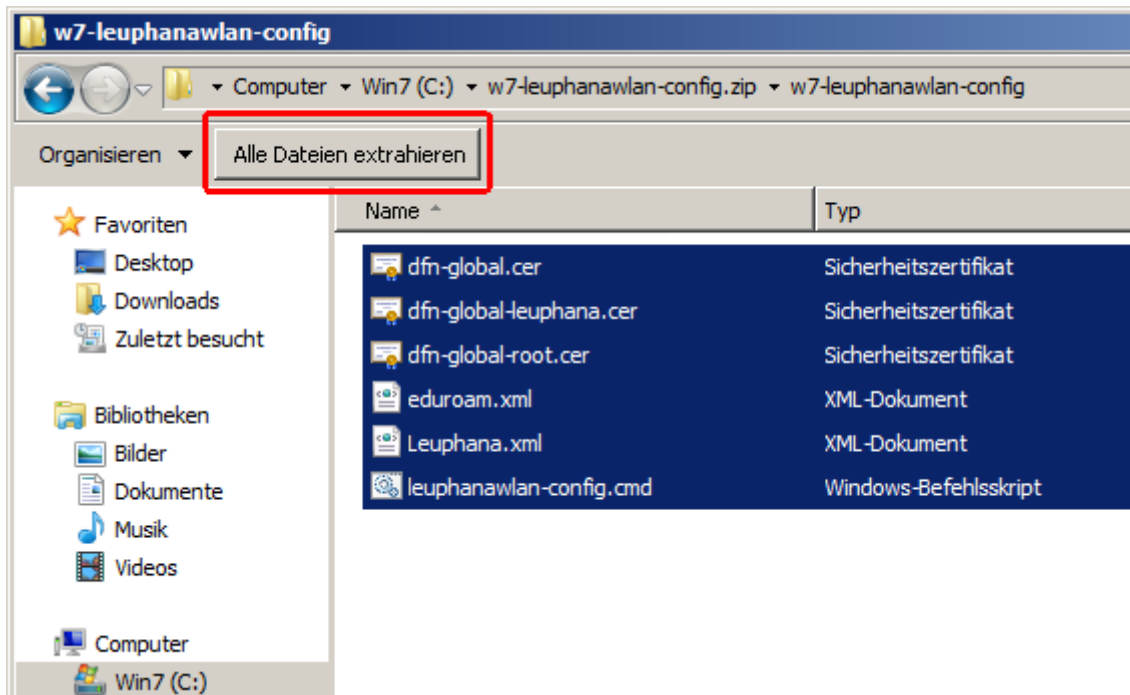 w7-leuphanawlan-config
Computer Win7 (C:) w7-leuphanawlan-config.zip w7-leuphanawlan-config
Organisieren Alle Dateien extrahieren
Name Typ
Favoriten
Desktop
Downloads
Zuletzt besucht
Bibliotheken
Bilder
Dokumente
Musik
Videos
Computer
Win7 (C:)
dfn-global.cer Sicherheitszertifikat
dfn-global-leuphana.cer Sicherheitszertifikat
dfn-global-root.cer Sicherheitszertifikat
eduroam.xml XML-Dokument
Leuphana.xml XML-Dokument
leuphanawlan-config.cmd Windows-Befehlsskript